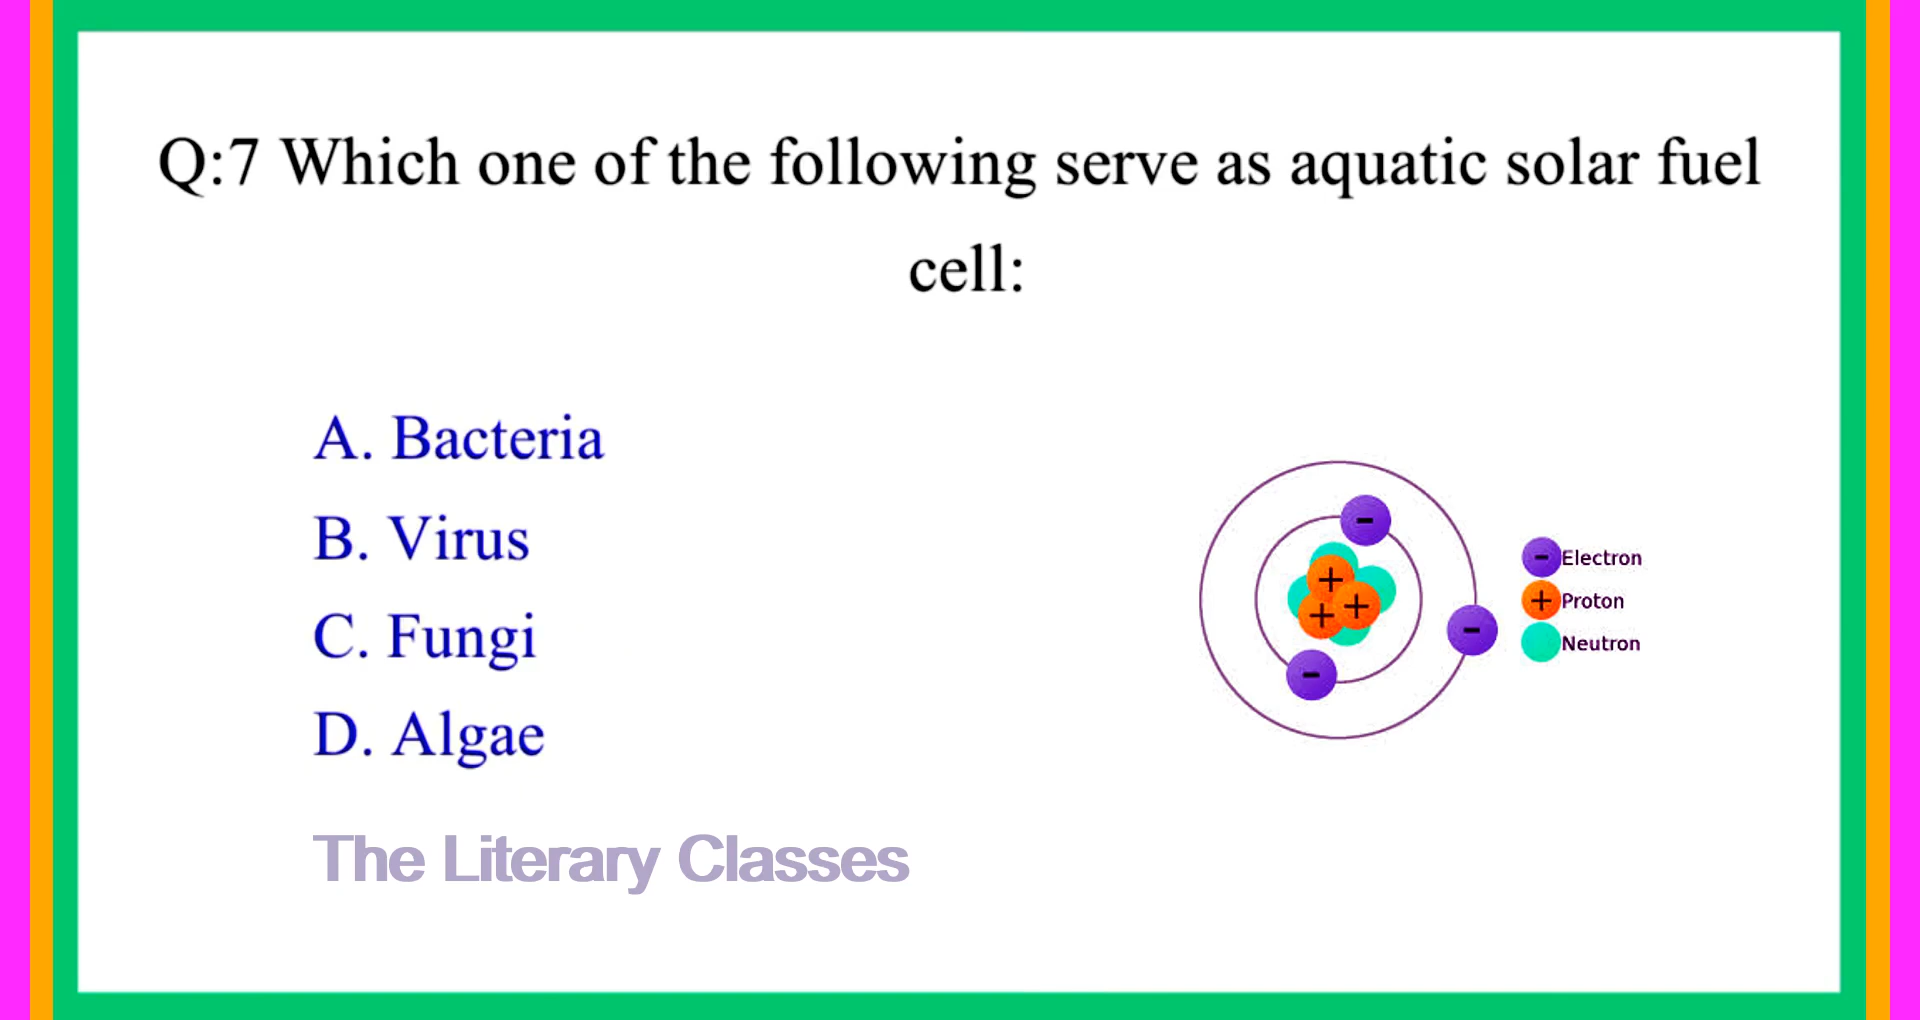 Q:7 Which one of the following serve as aquatic solar fuel
cell:
A. Bacteria
B. Virus
C. Fungi
D. Algae
The Literary Classes
-
-
-
+
+
+
- Electron
+ Proton
Neutron